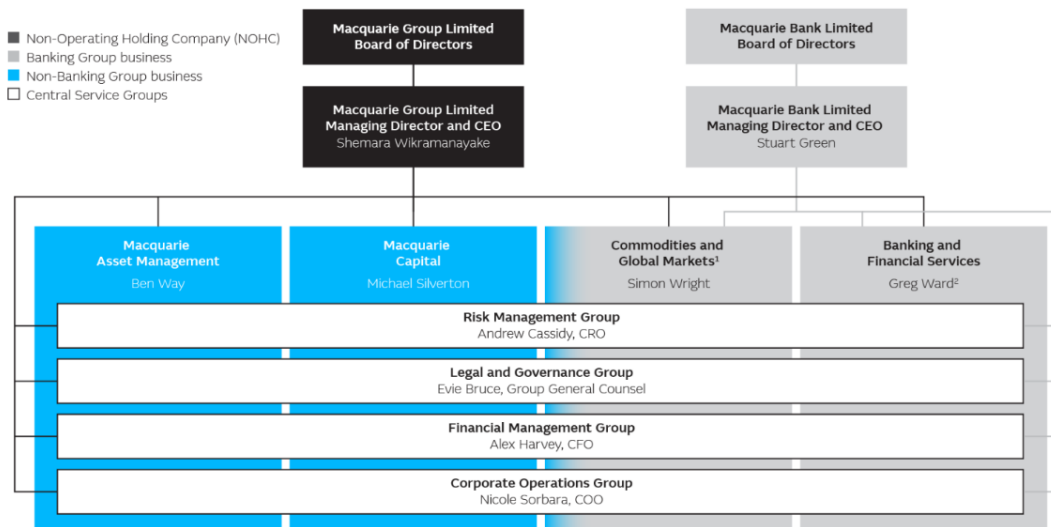 Non-Operating Holding Company (NOHC)
Banking Group business
Non-Banking Group business
Central Service Groups
Macquarie Group Limited
Board of Directors
Macquarie Bank Limited
Board of Directors
Macquarie Group Limited
Managing Director and CEO
Shemara Wikramanayake
Macquarie Bank Limited
Managing Director and CEO
Stuart Green
Macquarie
Asset Management
Ben Way
Macquarie
Capital
Michael Silverton
Commodities and
Global Markets¹
Simon Wright
Banking and
Financial Services
Greg Ward²
Risk Management Group
Andrew Cassidy, CRO
Legal and Governance Group
Evie Bruce, Group General Counsel
Financial Management Group
Alex Harvey, CFO
Corporate Operations Group
Nicole Sorbara, COO